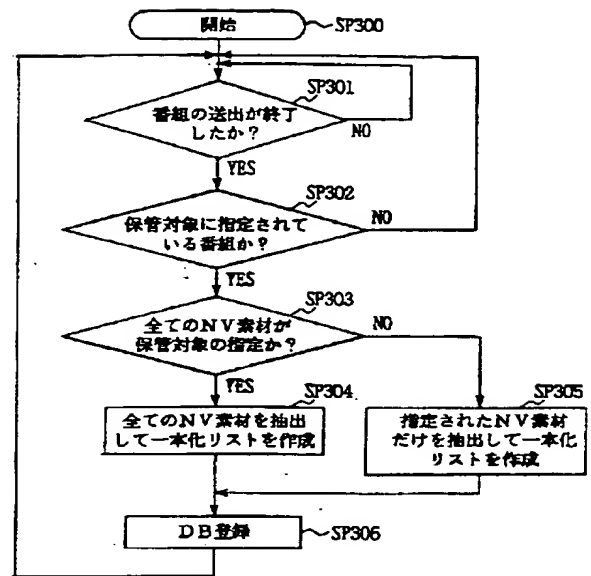 開始
SP300
SP301
番組の送出が終了
したか？
NO
YES
SP302
保管対象に指定されて
いる番組か？
NO
YES
SP303
全てのNV素材が
保管対象の指定か？
NO
YES
SP304
全てのNV素材を抽出
して一本化リストを作成
SP305
指定されたNV素材
だけを抽出して一本化
リストを作成
DB登録
SP306